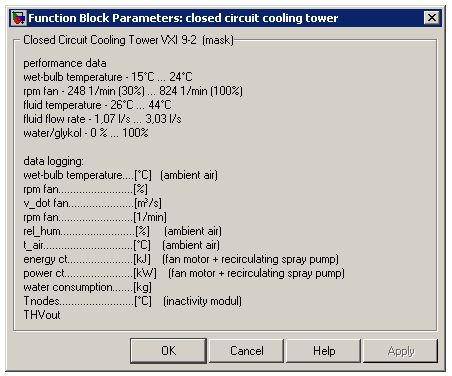 Function Block Parameters: closed circuit cooling tower
Closed Circuit Cooling Tower VXI 9-2 (mask)
performance data
wet-bulb temperature - 15°C ... 24°C
rpm fan - 248 1/min (30%) ... 824 1/min (100%)
fluid temperature - 26°C ... 44°C
fluid flow rate - 1,07 l/s ... 3,03 l/s
water/glykol - 0 % ... 100%
data logging:
wet-bulb temperature....[°C] (ambient air)
rpm fan.........................[%]
v_dot fan......................[m³/s]
rpm fan.........................[1/min]
rel_hum.........................[%] (ambient air)
t_air..............................[°C] (ambient air)
energy ct......................[kJ] (fan motor + recirculating spray pump)
power ct.......................[kW] (fan motor + recirculating spray pump)
water consumption.......[kg]
Tnodes.........................[°C] (inactivity modul)
THVout
OK Cancel Help Apply